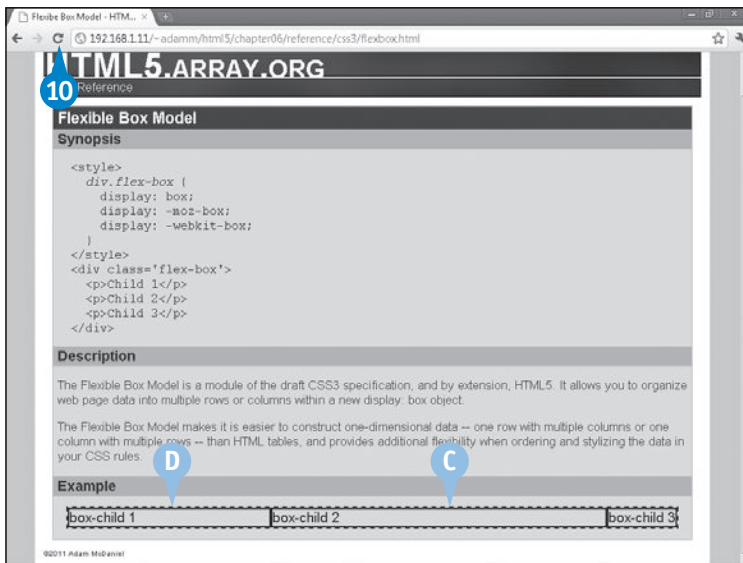 Flexibe Box Model - HTM...
192.168.1.11/~adamm/html5/chapter06/reference/css3/flexbox.html
HTML5.ARRAY.ORG
10
Reference
Flexible Box Model
Synopsis
<style>
div.flex-box {
display: box;
display: -moz-box;
display: -webkit-box;
}
</style>
<div class='flex-box'>
<p>Child 1</p>
<p>Child 2</p>
<p>Child 3</p>
</div>
Description
The Flexible Box Model is a module of the draft CSS3 specification, and by extension, HTML5. It allows you to organize
web page data into multiple rows or columns within a new display: box object.
The Flexible Box Model makes it is easier to construct one-dimensional data -- one row with multiple columns or one
column with multiple rows -- than HTML tables, and provides additional flexibility when ordering and stylizing the data in
your CSS rules.
D
C
Example
box-child 1
box-child 2
box-child 3
©2011 Adam McDaniel